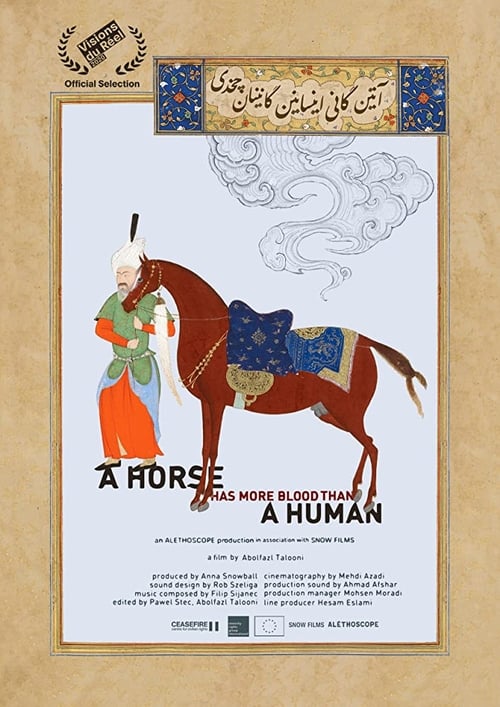 Visions
du Réel
2020
Official Selection
آتین گانی اینسانین گانینان چخدی
A HORSE
HAS MORE BLOOD THAN
A HUMAN
an ALÉTHOSCOPE production in association with SNOW FILMS
a film by Abolfazl Talooni
produced by Anna Snowball
sound design by Rob Szeliga
music composed by Filip Sijanec
edited by Pawel Stec, Abolfazl Talooni
cinematography by Mehdi Azadi
production sound by Ahmad Afshar
production manager Mohsen Moradi
line producer Hesam Eslami
CEASEFIRE
centre for civilian rights
minority
rights
group
international
SNOW FILMS
ALÉTHOSCOPE